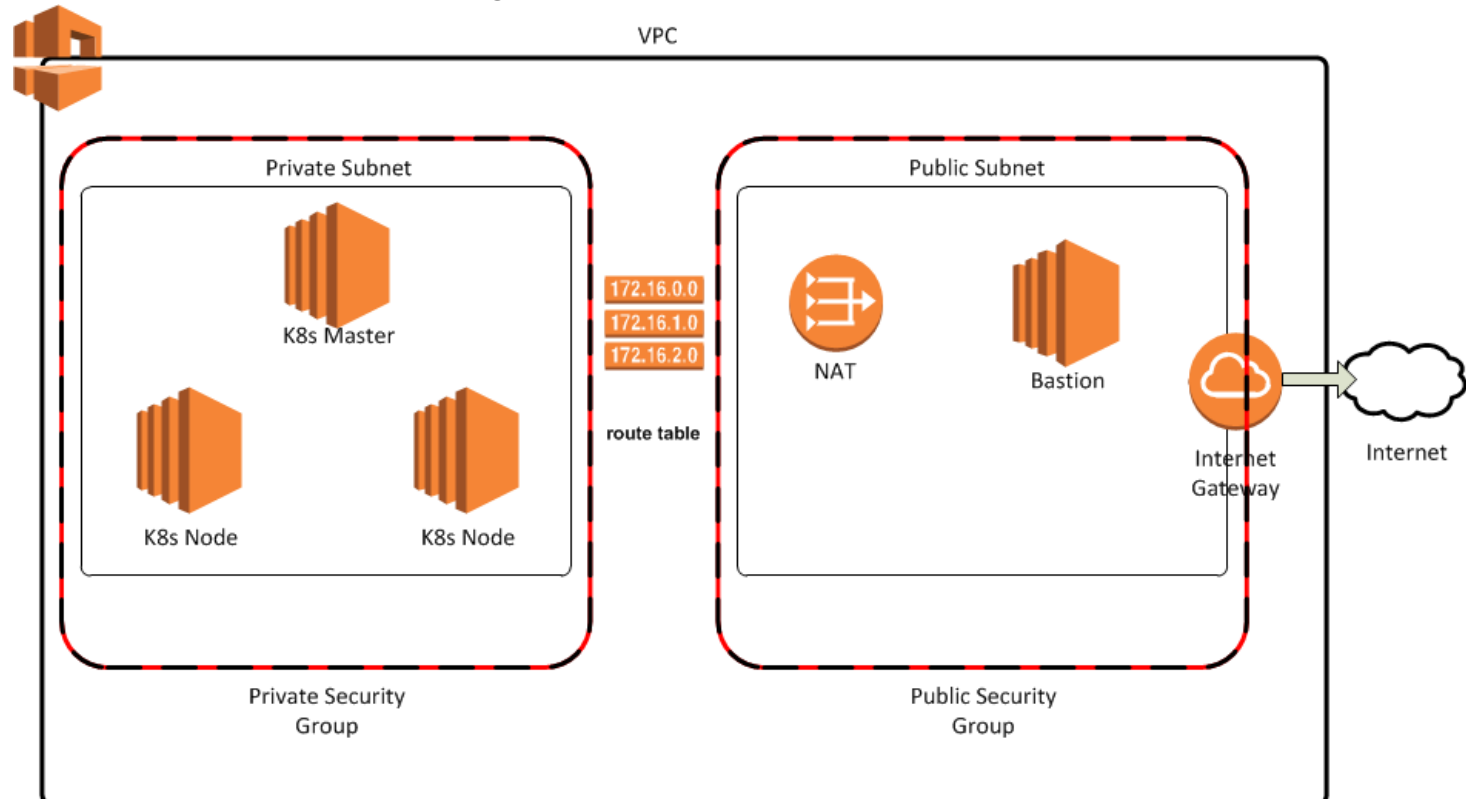 VPC
Private Subnet
K8s Master
K8s Node
K8s Node
172.16.0.0
172.16.1.0
172.16.2.0
route table
Public Subnet
NAT
Bastion
Internet
Gateway
Internet
Private Security
Group
Public Security
Group